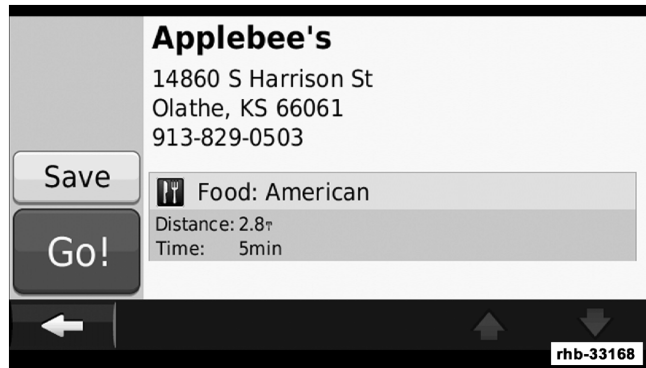 Applebee's
14860 S Harrison St
Olathe, KS 66061
913-829-0503
Save
Food: American
Go!
Distance: 2.8
Time: 5min
rhb-33168